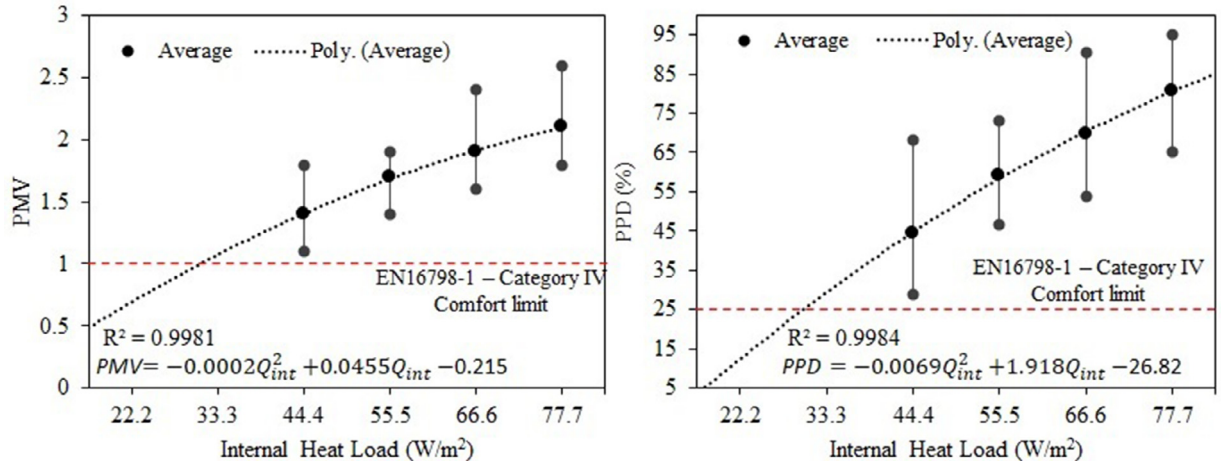 3
2.5
2
1.5
1
0.5
0
PMV
Average
Poly. (Average)
EN16798-1 – Category IV
Comfort limit
R² = 0.9981
PMV= −0.0002Q²int +0.0455Qint −0.215
22.2 33.3 44.4 55.5 66.6 77.7
Internal Heat Load (W/m²)
95
85
75
65
55
45
35
25
15
5
PPD (%)
Average
Poly. (Average)
EN16798-1 – Category IV
Comfort limit
R² = 0.9984
PPD = −0.0069Q²int +1.918Qint −26.82
22.2 33.3 44.4 55.5 66.6 77.7
Internal Heat Load (W/m²)